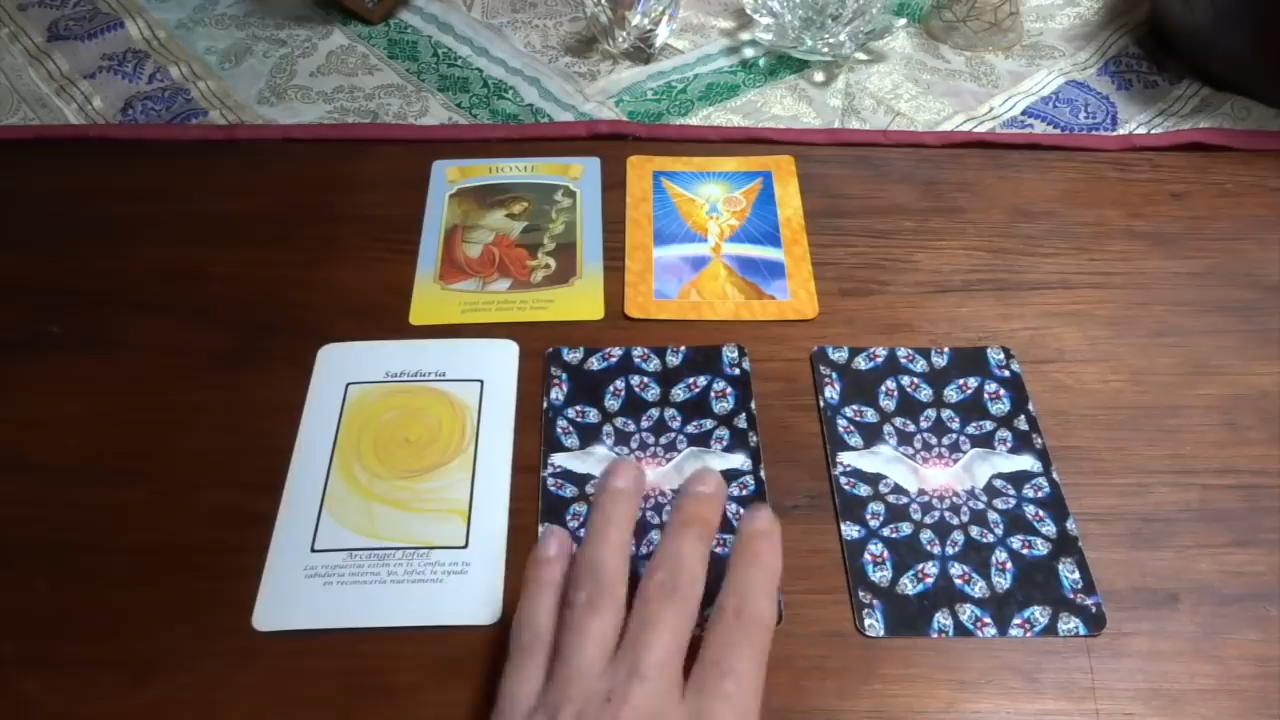 HOME
I trust and follow my Divine
guidance about my home.
Sabiduría
Arcángel Jofiel:
Las respuestas están en ti. Confía en tu
sabiduría interna. Yo, Jofiel, te ayudo
en reconocerla nuevamente.